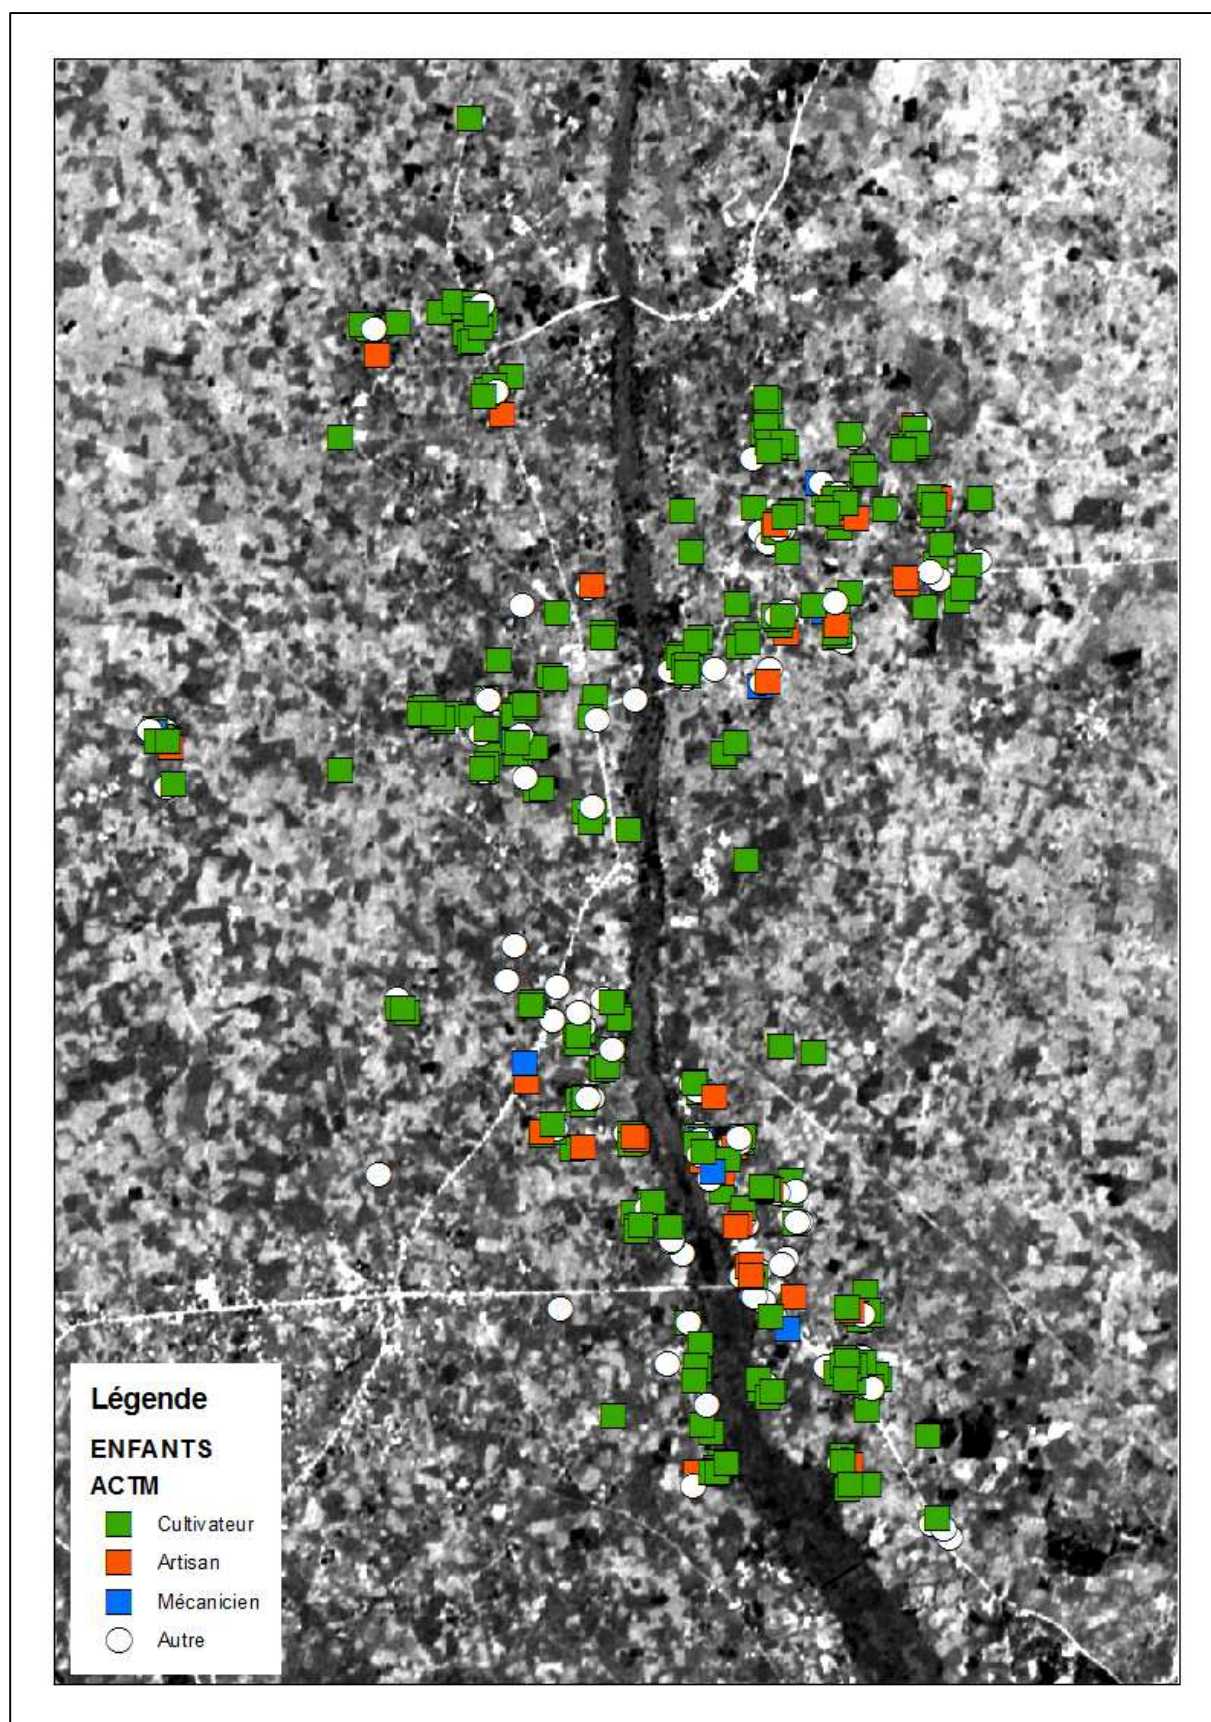 Légende
ENFANTS
ACTM
Cultivateur
Artisan
Mécanicien
Autre